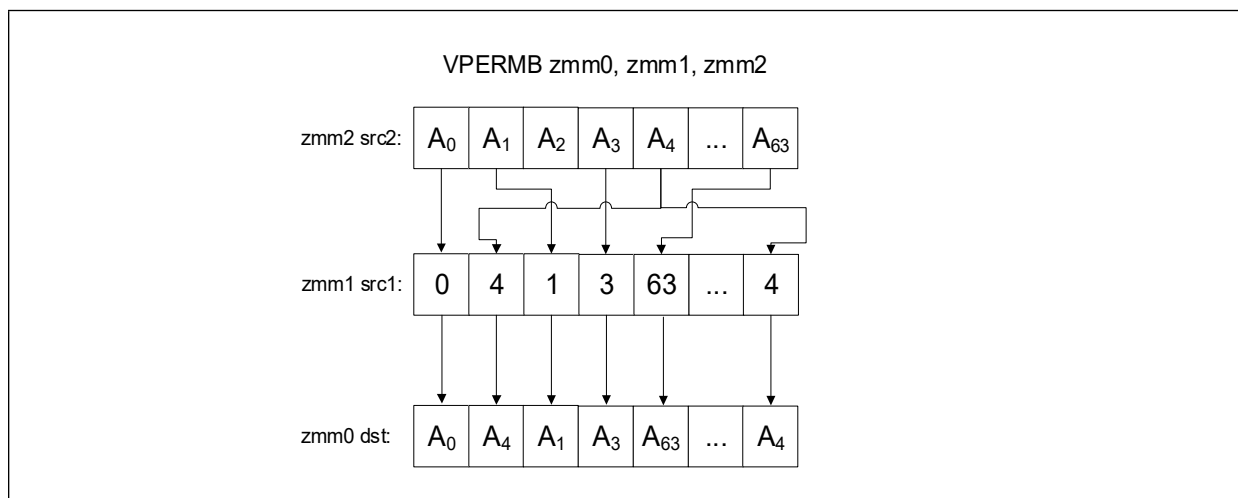 VPERMB zmm0, zmm1, zmm2
zmm2 src2: A₀ A₁ A₂ A₃ A₄ ... A₆₃
zmm1 src1: 0 4 1 3 63 ... 4
zmm0 dst: A₀ A₄ A₁ A₃ A₆₃ ... A₄